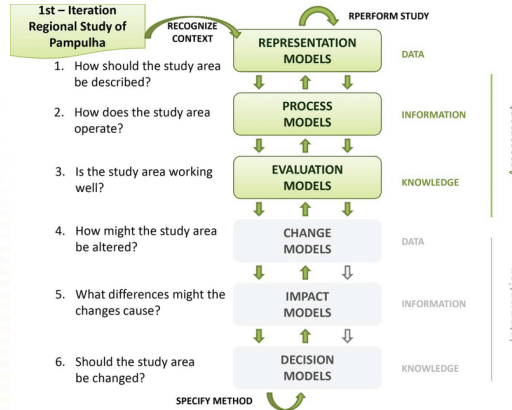 1st – Iteration
Regional Study of
Pampulha
RECOGNIZE
CONTEXT
RPERFORM STUDY
REPRESENTATION
MODELS
DATA
1. How should the study area
be described?
PROCESS
MODELS
INFORMATION
2. How does the study area
operate?
EVALUATION
MODELS
KNOWLEDGE
3. Is the study area working
well?
CHANGE
MODELS
DATA
4. How might the study area
be altered?
IMPACT
MODELS
INFORMATION
5. What differences might the
changes cause?
DECISION
MODELS
KNOWLEDGE
6. Should the study area
be changed?
SPECIFY METHOD